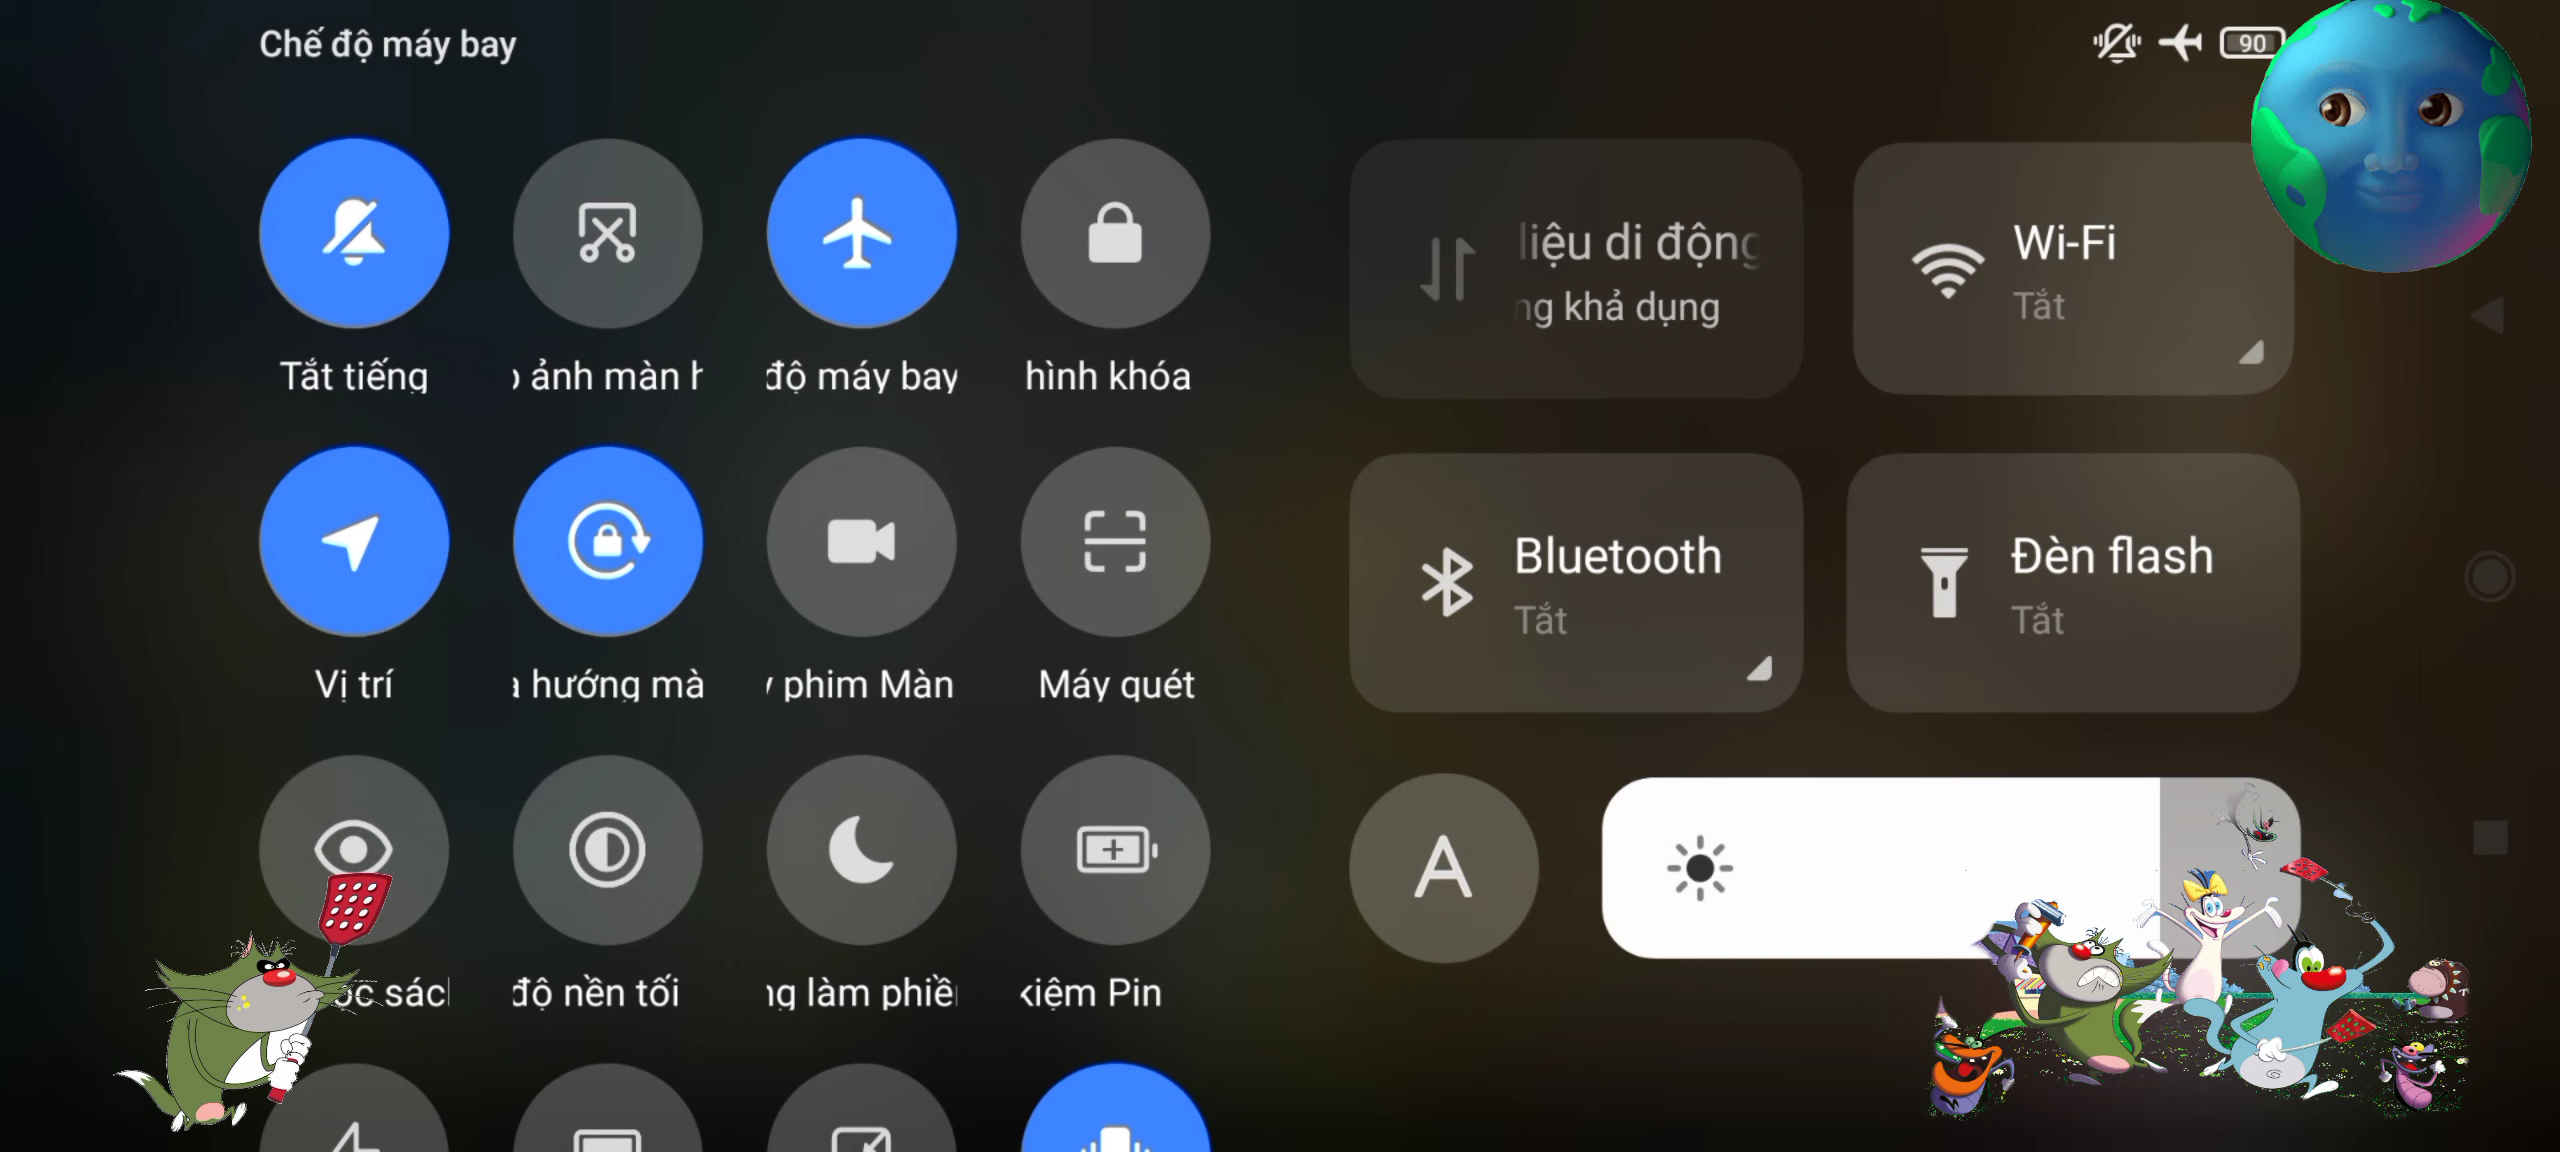 Chế độ máy bay
90
Tắt tiếng
ảnh màn
độ máy bay
hình khóa
liệu di động
ng khả dụng
Wi-Fi
Tắt
Vị trí
hướng mà
phim Màn
Máy quét
Bluetooth
Tắt
Đèn flash
Tắt
A
độ nền tối
ng làm phiề
kiệm Pin